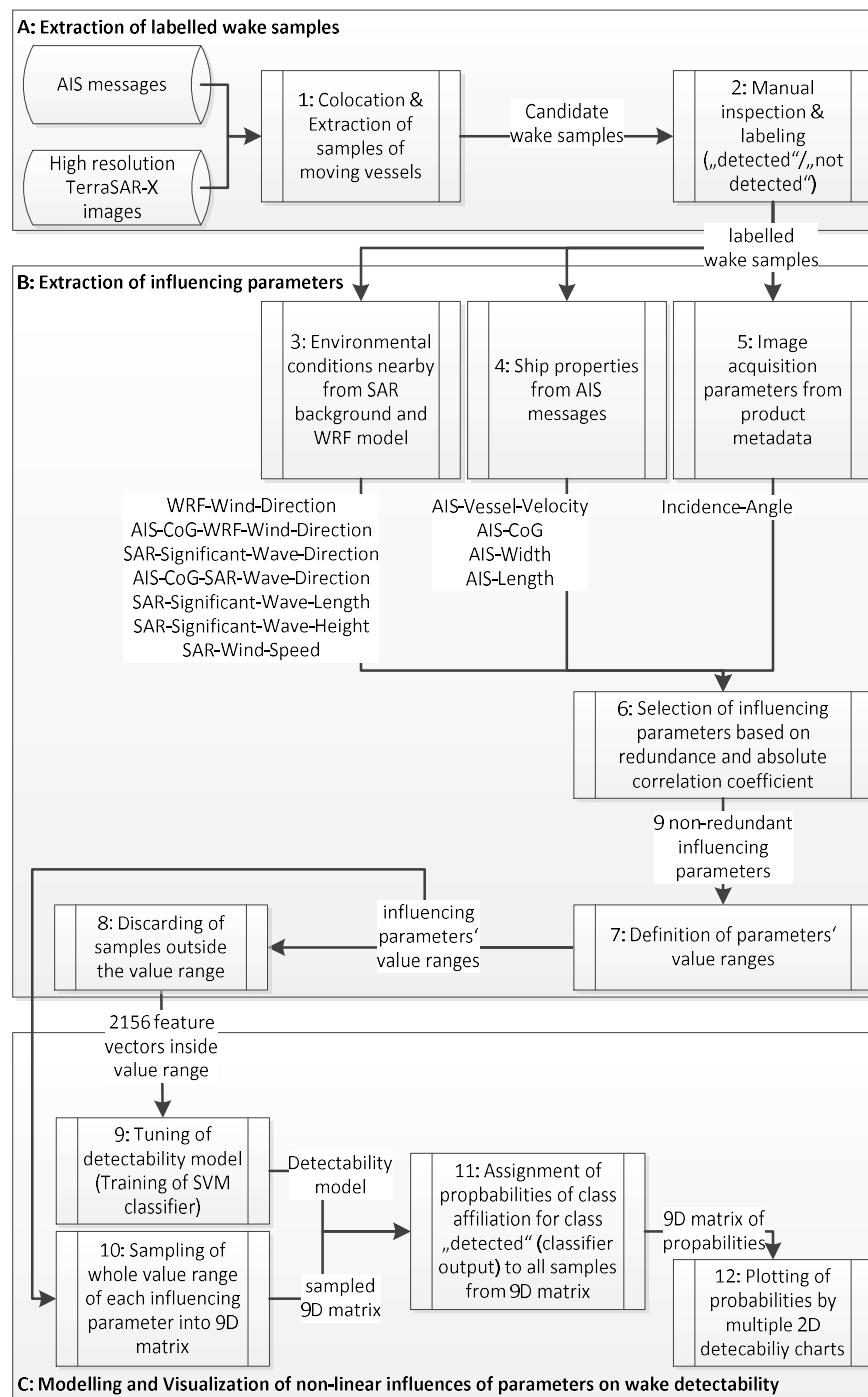 A: Extraction of labelled wake samples
AIS messages
High resolution
TerraSAR-X
images
1: Colocation &
Extraction of
samples of
moving vessels
Candidate
wake samples
2: Manual
inspection &
labeling
(„detected“/„not
detected“)
labelled
wake samples
B: Extraction of influencing parameters
3: Environmental
conditions nearby
from SAR
background and
WRF model
4: Ship properties
from AIS
messages
5: Image
acquisition
parameters from
product
metadata
WRF-Wind-Direction
AIS-CoG-WRF-Wind-Direction
SAR-Significant-Wave-Direction
AIS-CoG-SAR-Wave-Direction
SAR-Significant-Wave-Length
SAR-Significant-Wave-Height
SAR-Wind-Speed
AIS-Vessel-Velocity
AIS-CoG
AIS-Width
AIS-Length
Incidence-Angle
6: Selection of influencing
parameters based on
redundance and absolute
correlation coefficient
9 non-redundant
influencing
parameters
7: Definition of parameters‘
value ranges
influencing
parameters‘
value ranges
8: Discarding of
samples outside
the value range
2156 feature
vectors inside
value range
9: Tuning of
detectability model
(Training of SVM
classifier)
Detectability
model
10: Sampling of
whole value range
of each influencing
parameter into 9D
matrix
sampled
9D matrix
11: Assignment of
propbabilities of class
affiliation for class
„detected“ (classifier
output) to all samples
from 9D matrix
9D matrix of
propabilities
12: Plotting of
probabilities by
multiple 2D
detecabiliy charts
C: Modelling and Visualization of non-linear influences of parameters on wake detectability